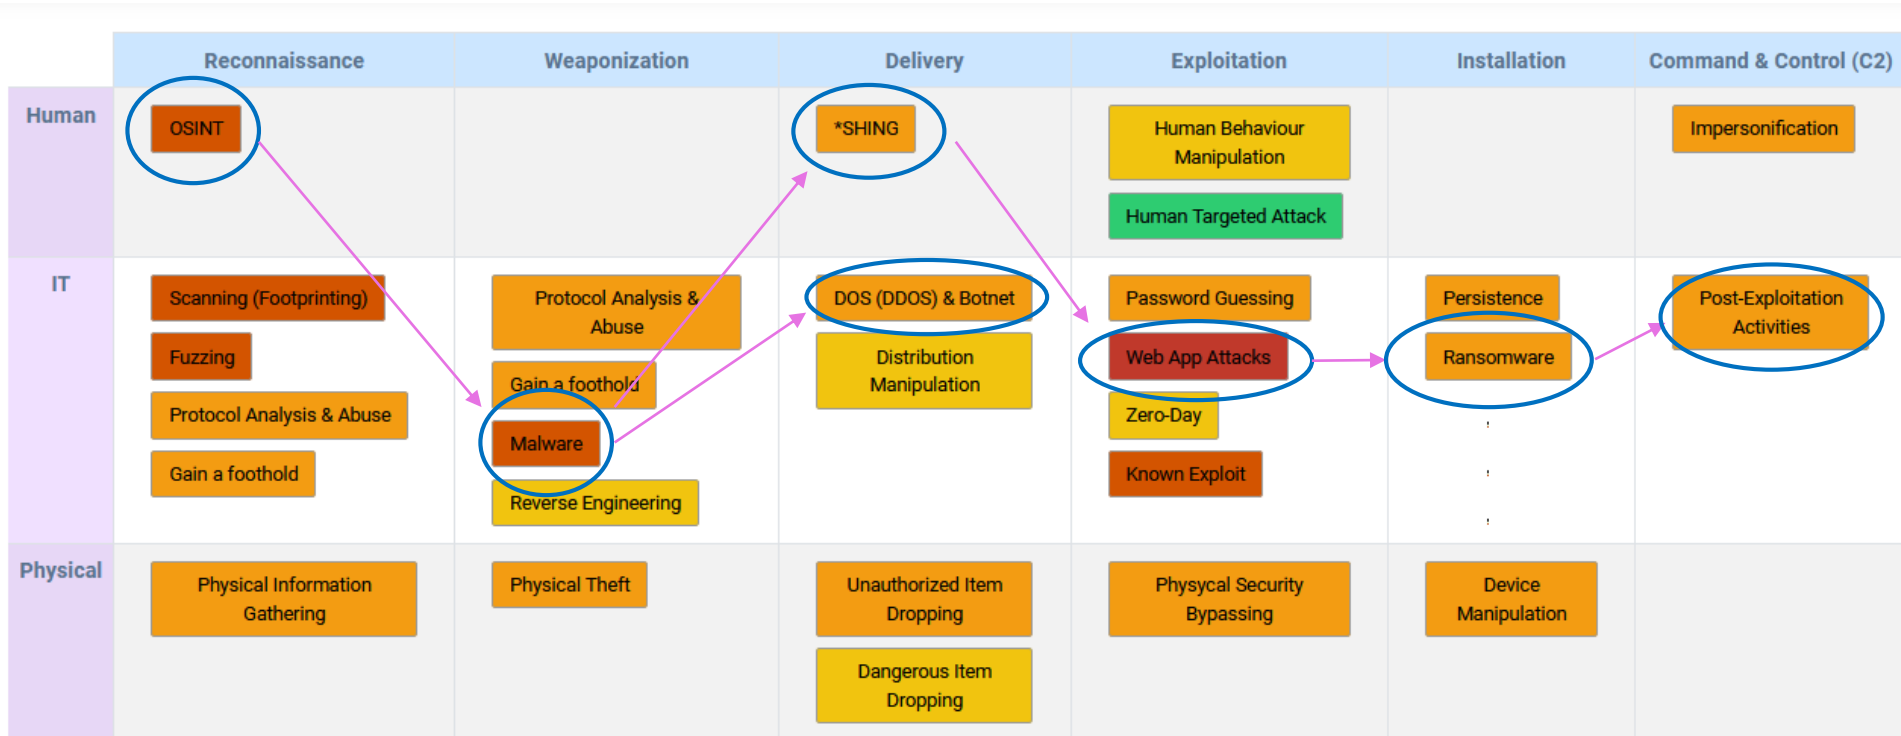 Reconnaissance
Weaponization
Delivery
Exploitation
Installation
Command & Control (C2)
Human
OSINT
*SHING
Human Behaviour
Manipulation
Human Targeted Attack
Impersonification
IT
Scanning (Footprinting)
Fuzzing
Protocol Analysis & Abuse
Gain a foothold
Protocol Analysis &
Abuse
Gain a foothold
Malware
Reverse Engineering
DOS (DDOS) & Botnet
Distribution
Manipulation
Password Guessing
Web App Attacks
Zero-Day
Known Exploit
Persistence
Ransomware
,
,
,
Post-Exploitation
Activities
Physical
Physical Information
Gathering
Physical Theft
Unauthorized Item
Dropping
Dangerous Item
Dropping
Physycal Security
Bypassing
Device
Manipulation